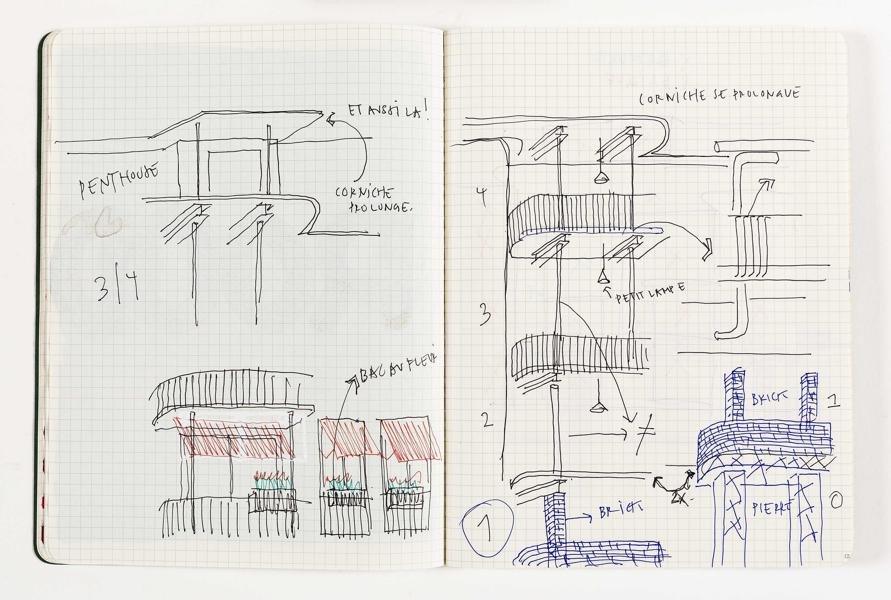 ET AUSSI LA!
PENTHOUSE
CORNICHE
PROLONGE.
3/4
BAC AU FLEUR
CORNICHE SE PROLONGUE
4
PETIT LAMPE
3
2
≠
BRICK
1
2x
1
BRICK
PIERRE
0